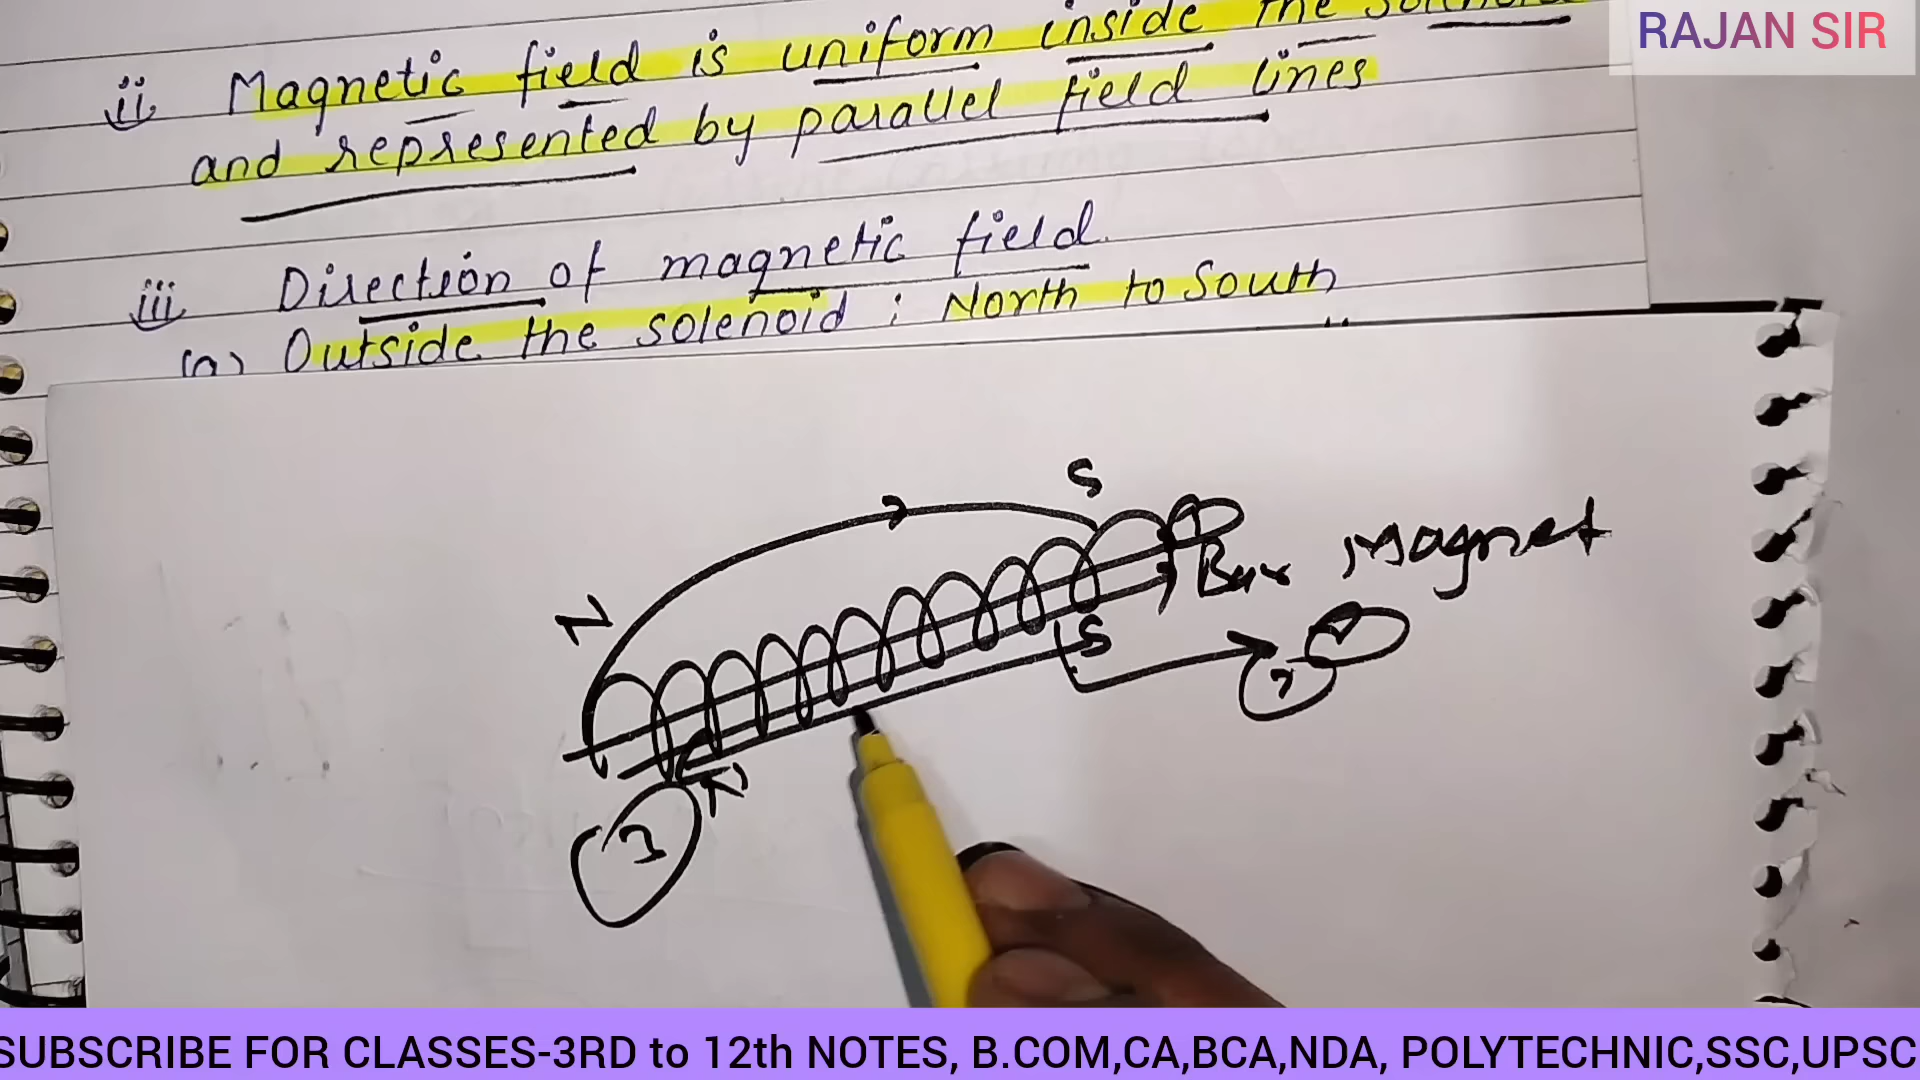 RAJAN SIR
ii Magnetic field is uniform inside the solenoid
and represented by parallel field lines
iii Direction of magnetic field.
(a) Outside the solenoid : North to South
S
N
Bar Magnet
S
SUBSCRIBE FOR CLASSES-3RD to 12th NOTES, B.COM,CA,BCA,NDA, POLYTECHNIC,SSC,UPSC